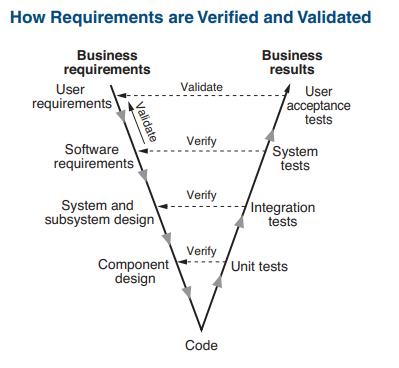 How Requirements are Verified and Validated
Business
requirements
Business
results
User
requirements
Validate
User
acceptance
tests
Validate
Software
requirements
Verify
System
tests
System and
subsystem design
Verify
Integration
tests
Component
design
Verify
Unit tests
Code